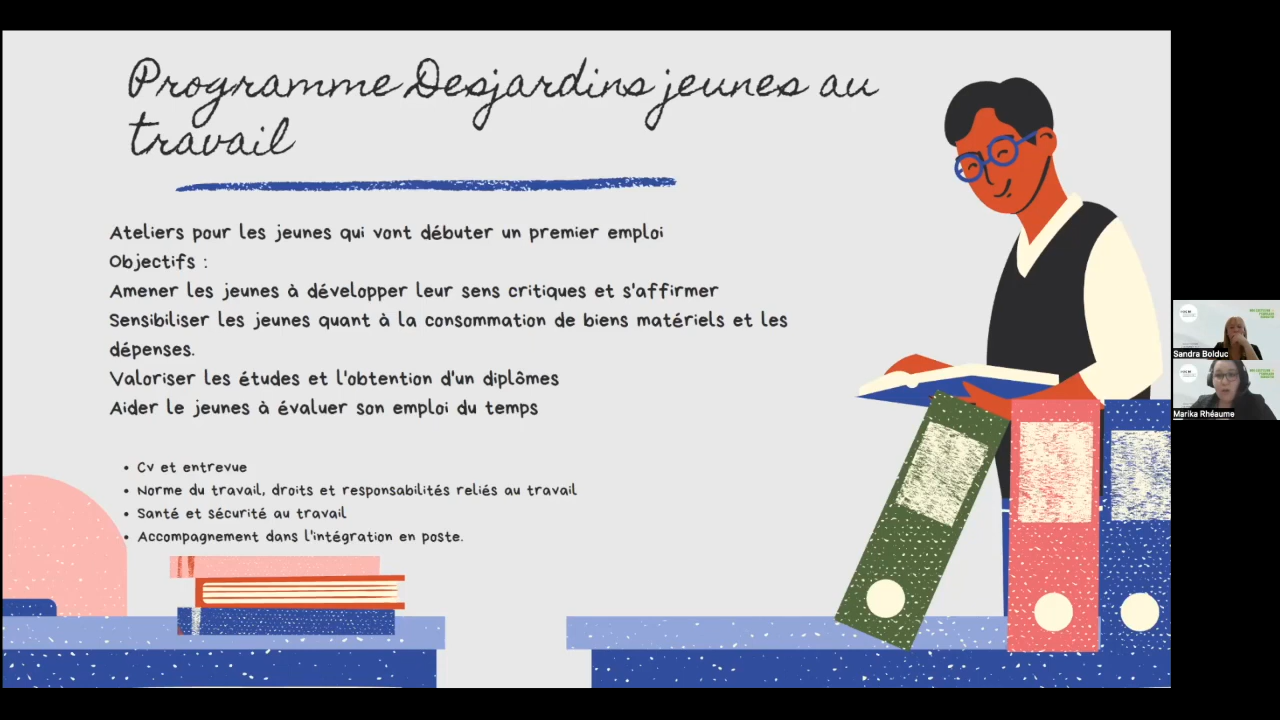 Programme Desjardins jeunes au
travail
Ateliers pour les jeunes qui vont débuter un premier emploi
Objectifs :
Amener les jeunes à développer leur sens critiques et s'affirmer
Sensibiliser les jeunes quant à la consommation de biens matériels et les
dépenses.
Valoriser les études et l'obtention d'un diplômes
Aider le jeunes à évaluer son emploi du temps
• Cv et entrevue
• Norme du travail, droits et responsabilités reliés au travail
• Santé et sécurité au travail
• Accompagnement dans l'intégration en poste.
Sandra Bolduc
Marika Rhéaume